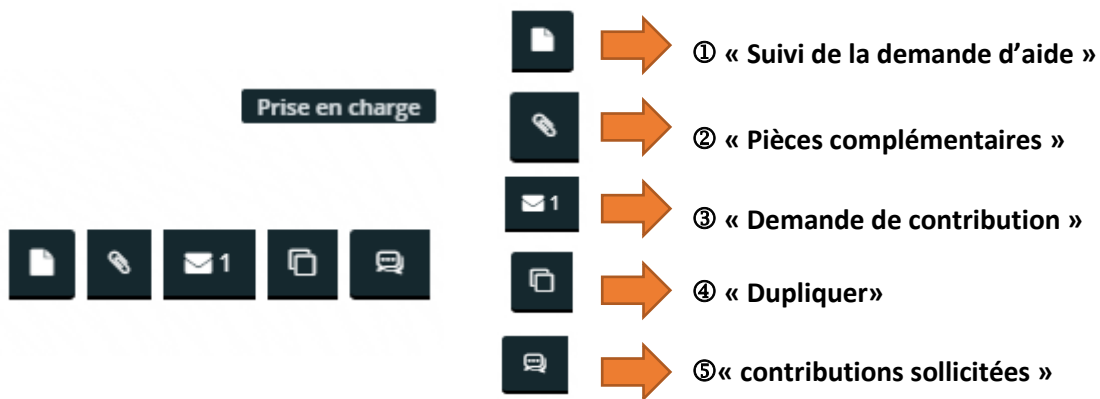 Prise en charge
1
① « Suivi de la demande d’aide »
② « Pièces complémentaires »
1
③ « Demande de contribution »
④ « Dupliquer»
⑤« contributions sollicitées »